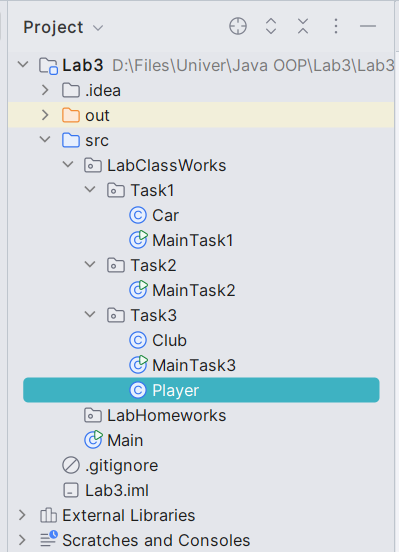 Project
Lab3 D:\Files\Univer\Java OOP\Lab3\Lab3
.idea
out
src
LabClassWorks
Task1
Car
MainTask1
Task2
MainTask2
Task3
Club
MainTask3
Player
LabHomeworks
Main
.gitignore
Lab3.iml
External Libraries
Scratches and Consoles